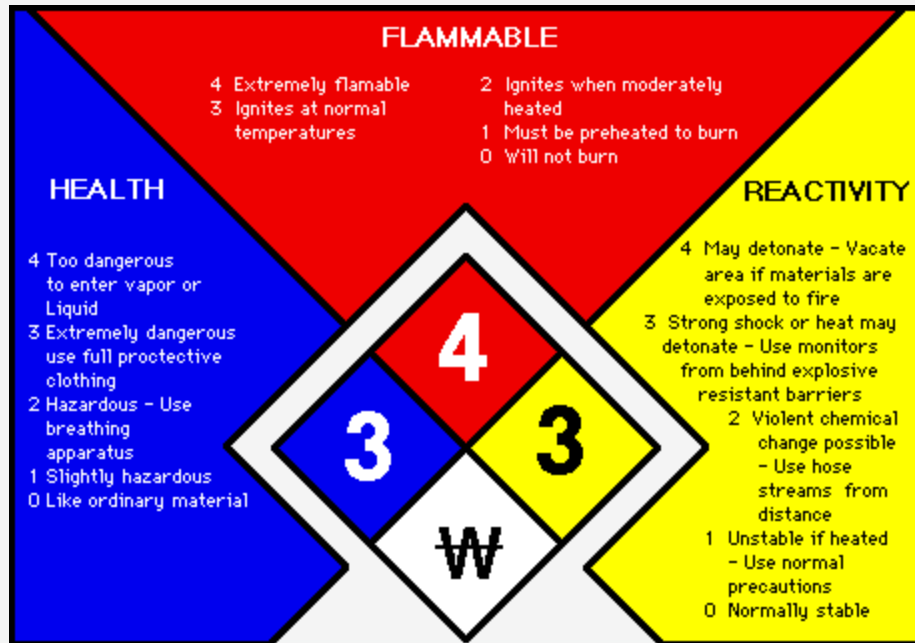 FLAMMABLE
4 Extremely flamable
3 Ignites at normal
temperatures
2 Ignites when moderately
heated
1 Must be preheated to burn
0 Will not burn
HEALTH
4 Too dangerous
to enter vapor or
Liquid
3 Extremely dangerous
use full proctective
clothing
2 Hazardous - Use
breathing
apparatus
1 Slightly hazardous
0 Like ordinary material
REACTIVITY
4 May detonate - Vacate
area if materials are
exposed to fire
3 Strong shock or heat may
detonate - Use monitors
from behind explosive
resistant barriers
2 Violent chemical
change possible
- Use hose
streams from
distance
1 Unstable if heated
- Use normal
precautions
0 Normally stable
4
3
3
W